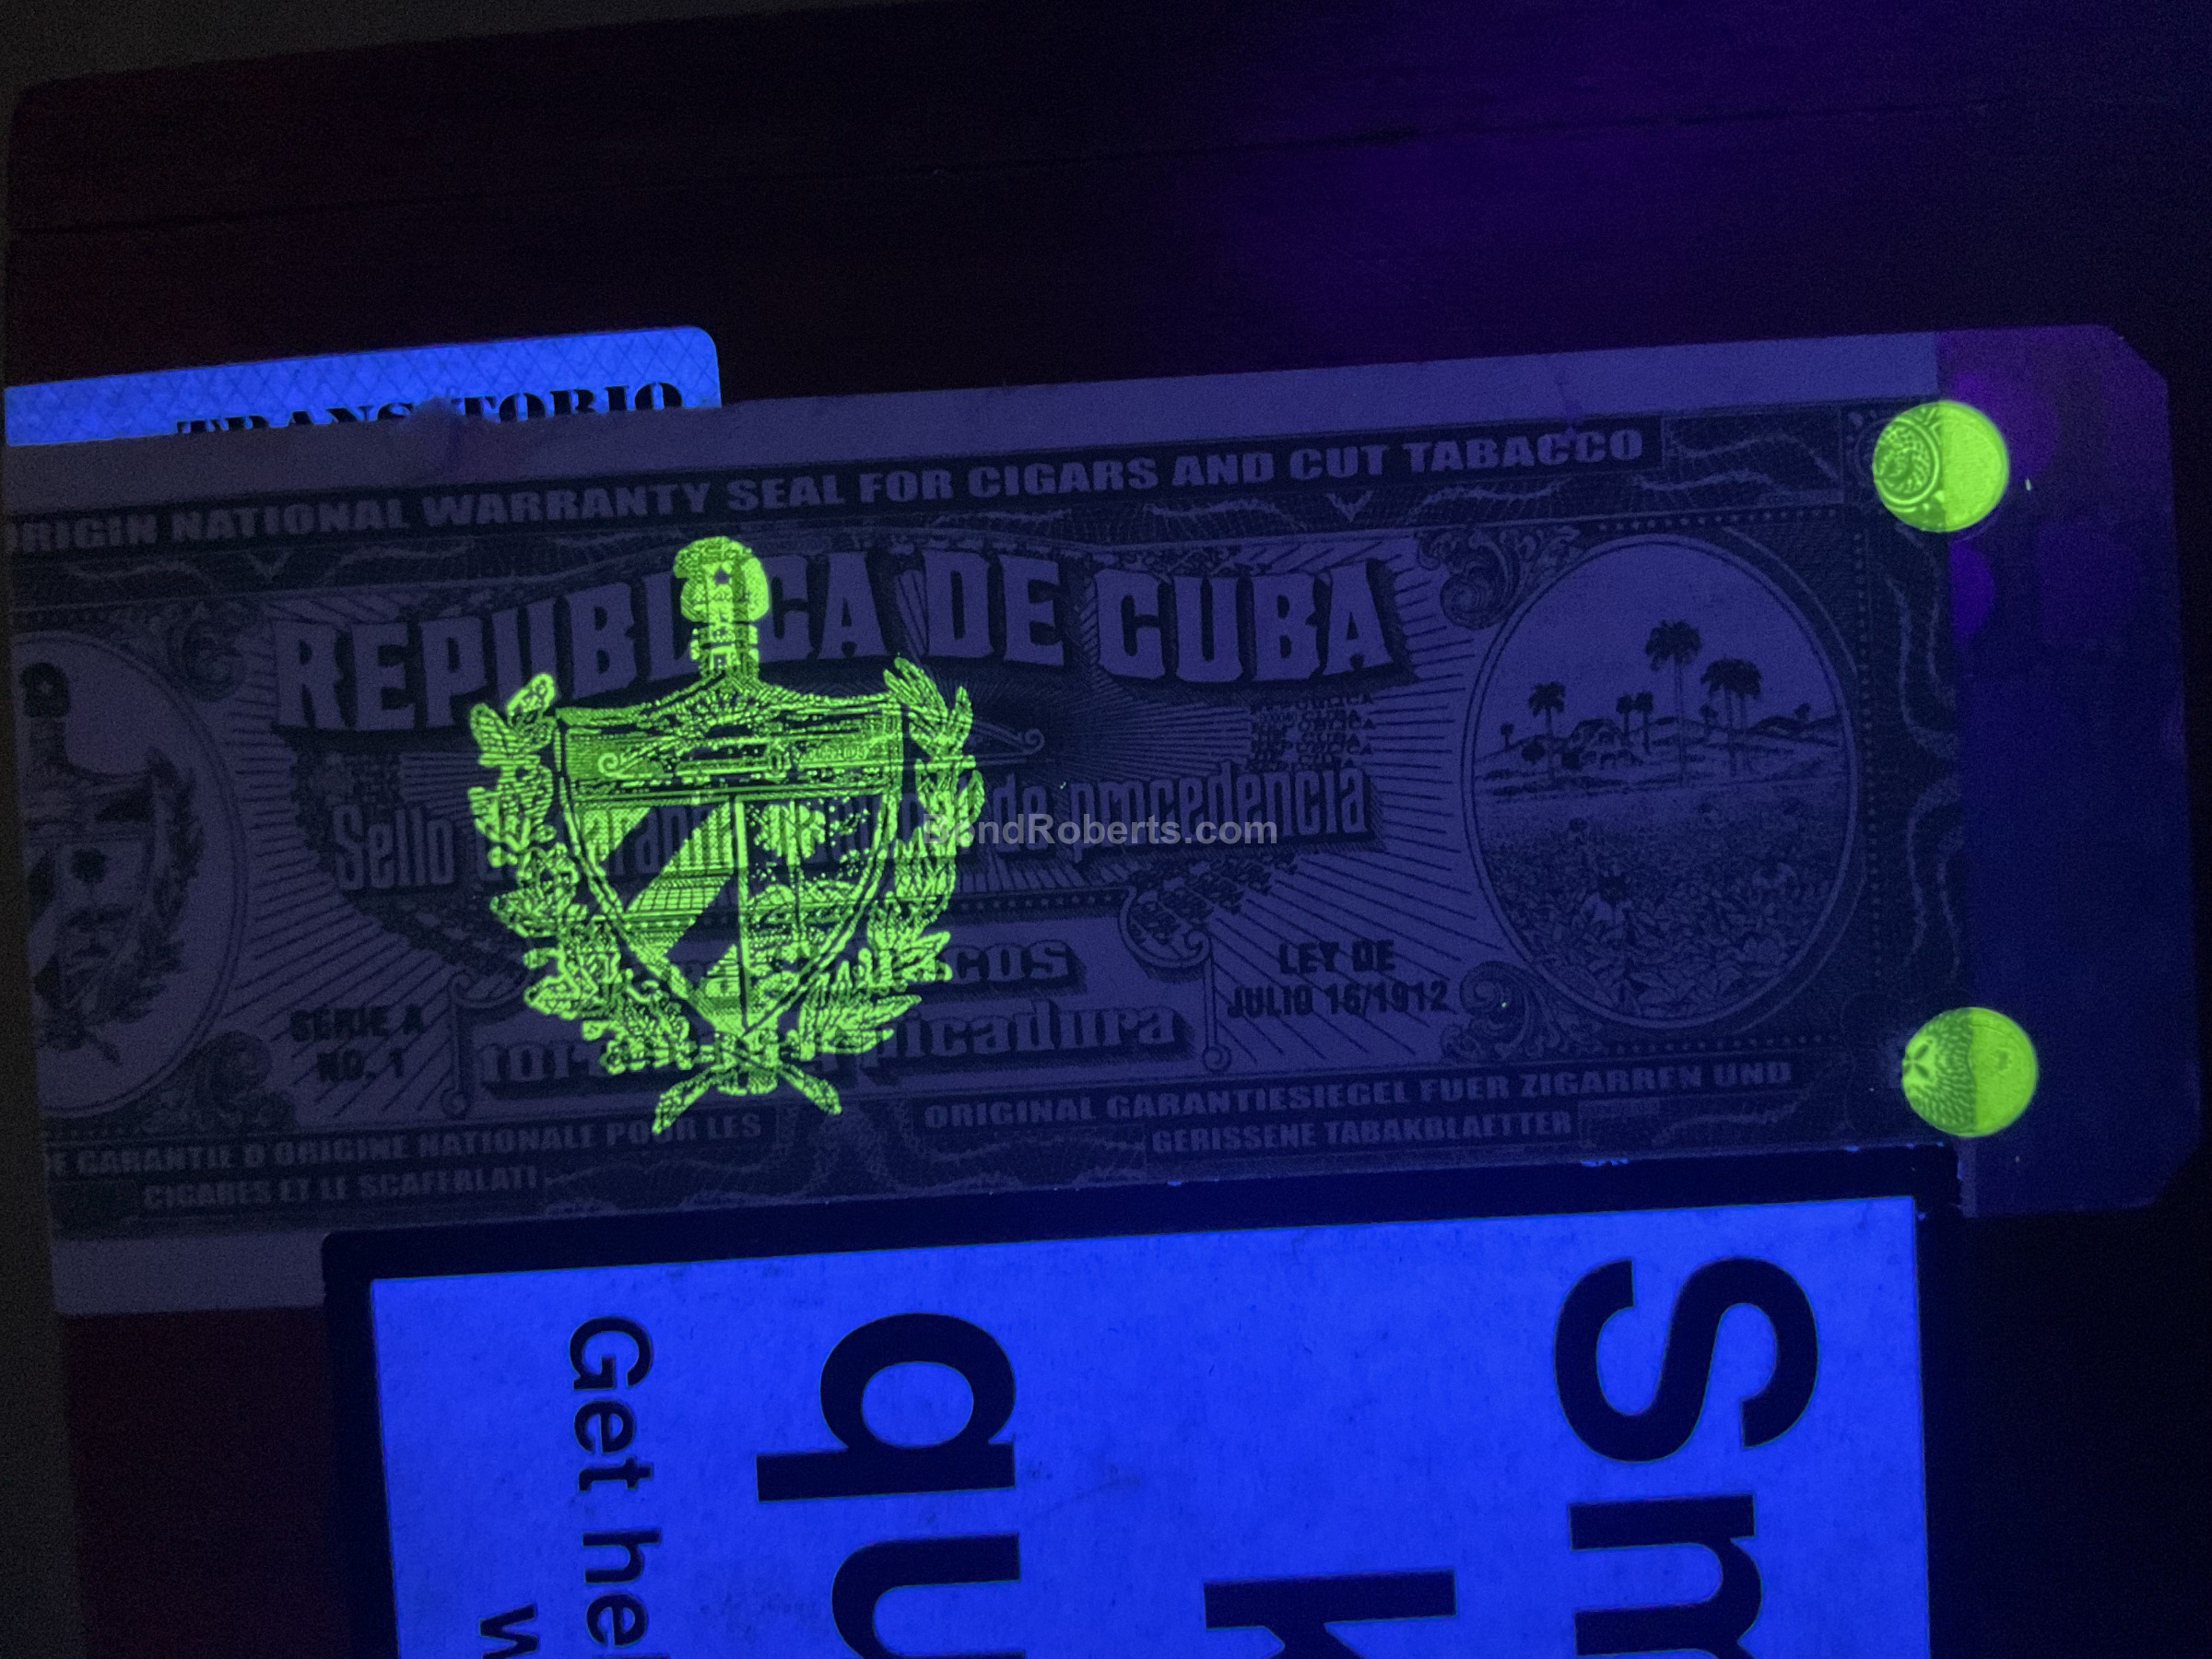 TRANSITORIO
ORIGIN NATIONAL WARRANTY SEAL FOR CIGARS AND CUT TABACCO
REPUBLICA DE CUBA
Sello de procedencia
BondRoberts.com
LEY DE
JULIO 16/1912
SERIE A
NO. 1
picadura
DE GARANTIE D'ORIGINE NATIONALE POUR LES
CIGARES ET LE SCAFERLATI
ORIGINAL GARANTIESIEGEL FUER ZIGARREN UND
GERISSENE TABAKBLAETTER
Sm
k
qu
Get he
w